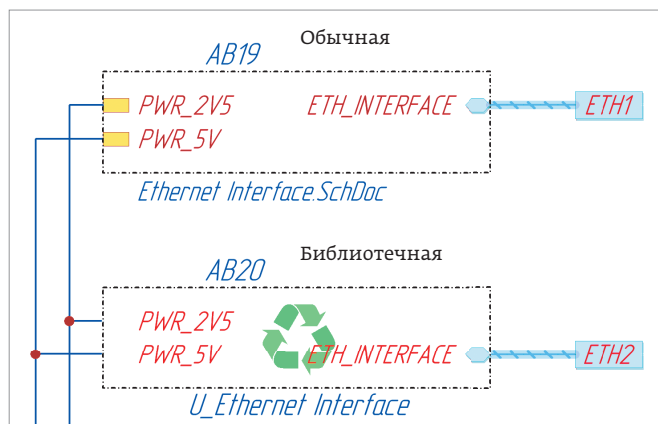 Обычная
AB19
PWR_2V5 ETH_INTERFACE ETH1
PWR_5V
Ethernet Interface.SchDoc
Библиотечная
AB20
PWR_2V5
PWR_5V ETH_INTERFACE ETH2
U_Ethernet Interface